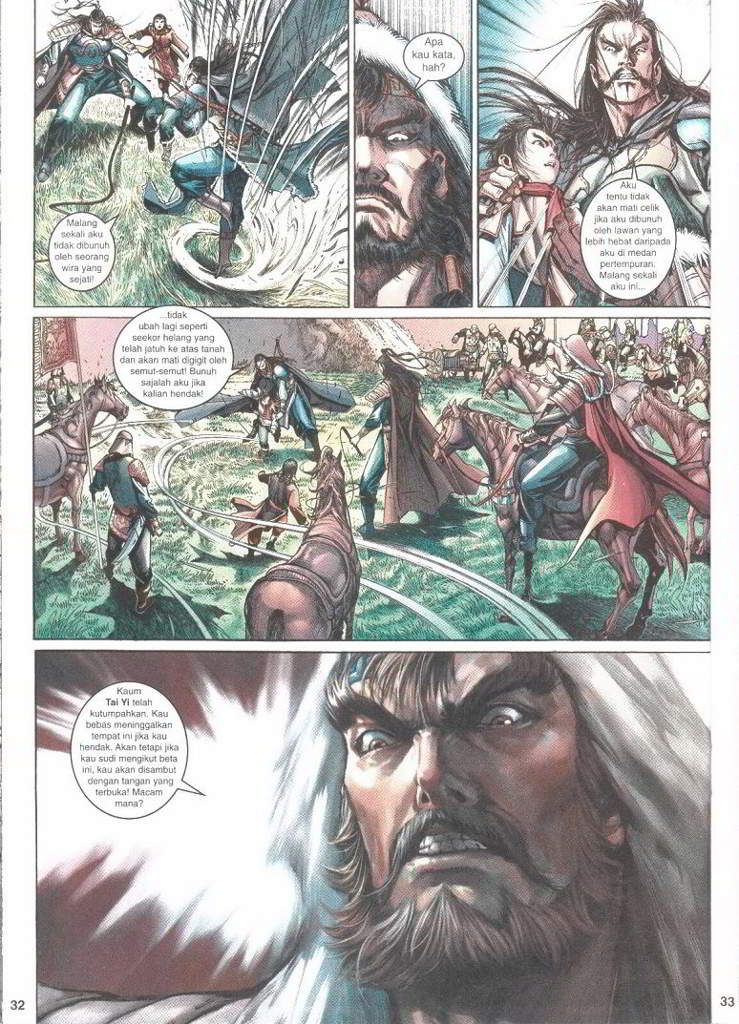 Malang
sekali aku
tidak dibunuh
oleh seorang
wira yang
sejati!
Apa
kau kata,
hah?
Aku
tentu tidak
akan mati celik
jika aku dibunuh
oleh lawan yang
lebih hebat daripada
aku di medan
pertempuran.
Malang sekali
aku ini...
...tidak
ubah lagi seperti
seekor helang yang
telah jatuh ke atas tanah
dan akan mati digigit oleh
semut-semut! Bunuh
sajalah aku jika
kalian hendak!
Kaum
Tai Yi telah
kutumpahkan. Kau
bebas meninggalkan
tempat ini jika kau
hendak. Akan tetapi jika
kau sudi mengikut beta
ini, kau akan disambut
dengan tangan yang
terbuka! Macam
mana?
32
33